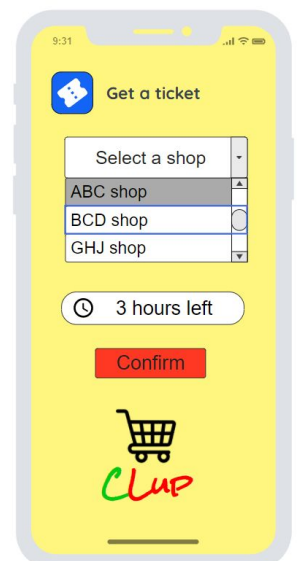 9:31
Get a ticket
Select a shop
ABC shop
BCD shop
GHJ shop
3 hours left
Confirm
CLup